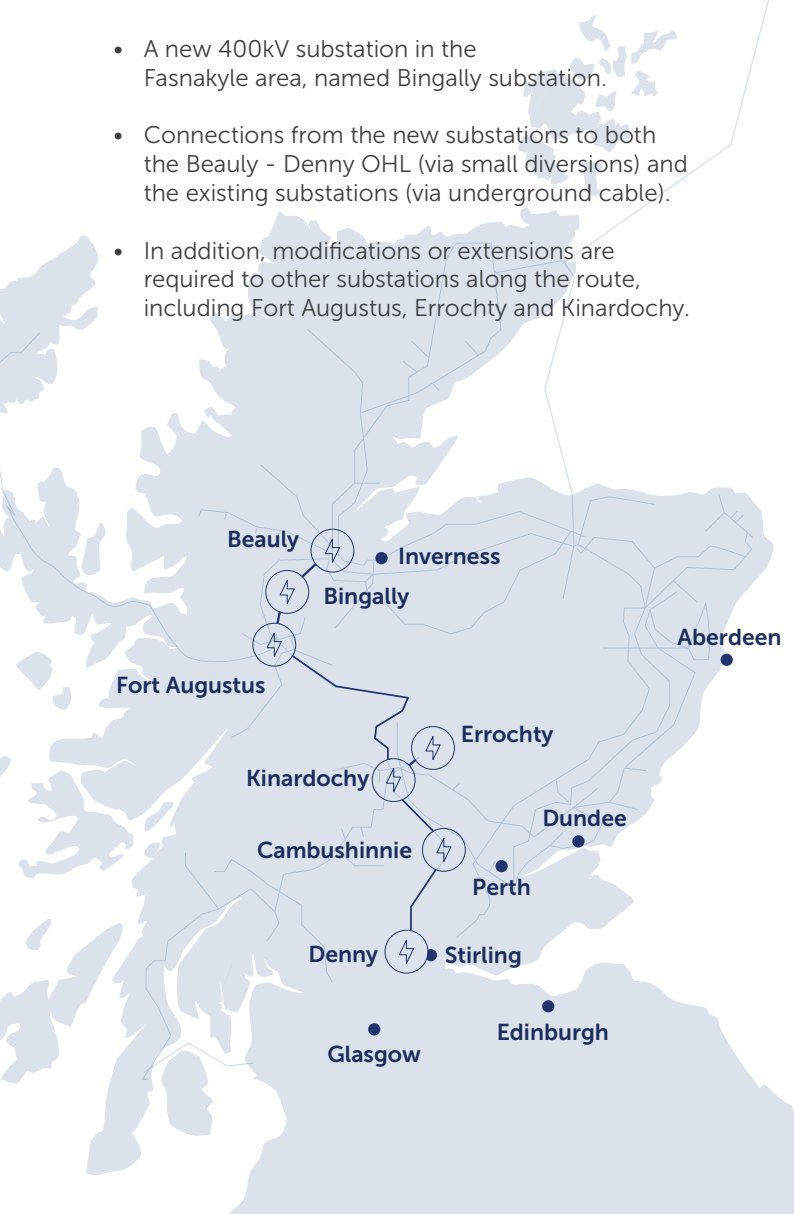 • A new 400kV substation in the
Fasnakyle area, named Bingally substation.
• Connections from the new substations to both
the Beauly - Denny OHL (via small diversions) and
the existing substations (via underground cable).
• In addition, modifications or extensions are
required to other substations along the route,
including Fort Augustus, Errochty and Kinardochy.
Beauly
Inverness
Bingally
Aberdeen
Fort Augustus
Errochty
Kinardochy
Dundee
Cambushinnie
Perth
Denny
Stirling
Edinburgh
Glasgow